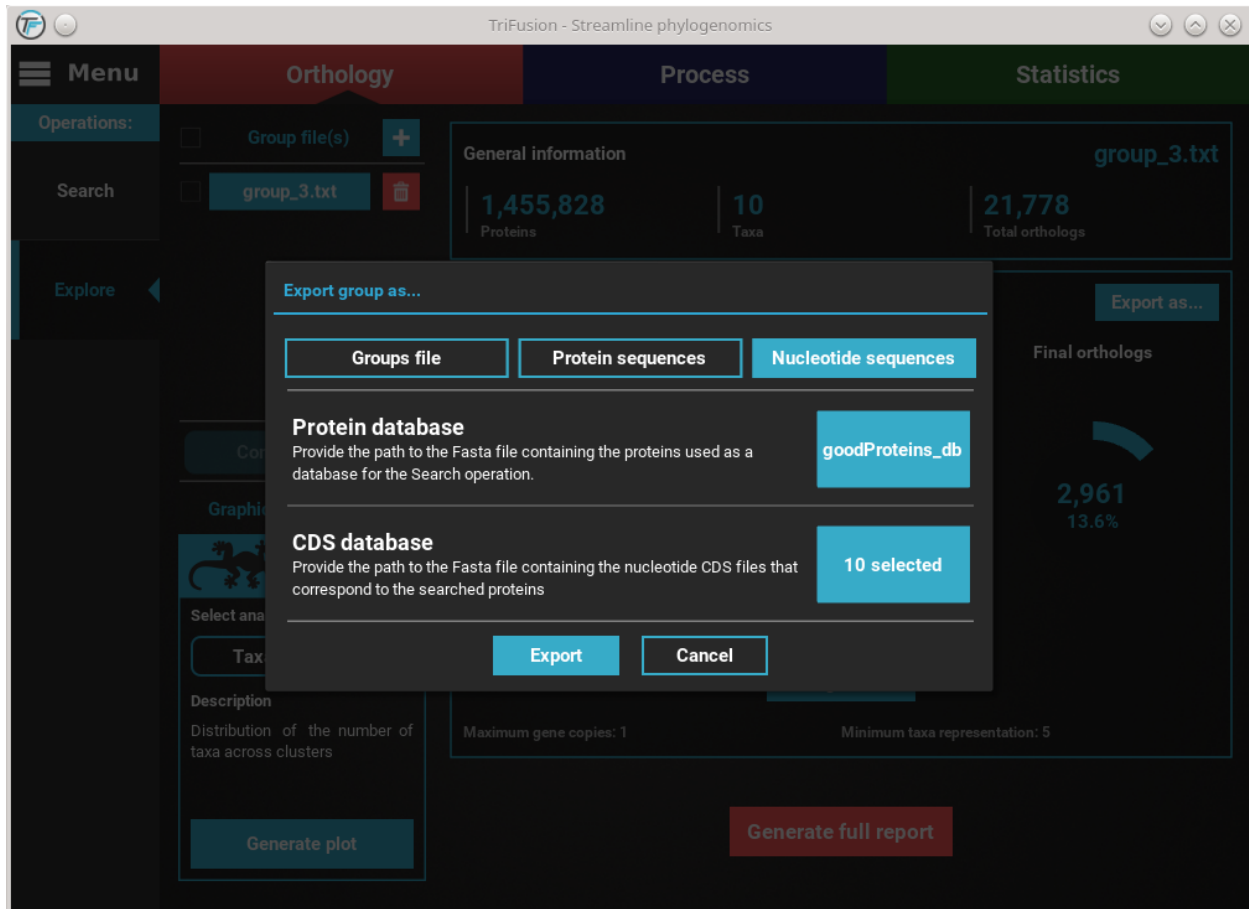 TriFusion - Streamline phylogenomics
Menu
Orthology
Process
Statistics
Operations:
Search
Explore
Group file(s)
group_3.txt
General information
group_3.txt
1,455,828
Proteins
10
Taxa
21,778
Total orthologs
Export as...
Final orthologs
2,961
13.6%
Export group as...
Groups file
Protein sequences
Nucleotide sequences
Protein database
Provide the path to the Fasta file containing the proteins used as a
database for the Search operation.
goodProteins_db
CDS database
Provide the path to the Fasta file containing the nucleotide CDS files that
correspond to the searched proteins
10 selected
Export
Cancel
Select ana
Description
Distribution of the number of
taxa across clusters
Generate plot
Maximum gene copies: 1
Minimum taxa representation: 5
Generate full report